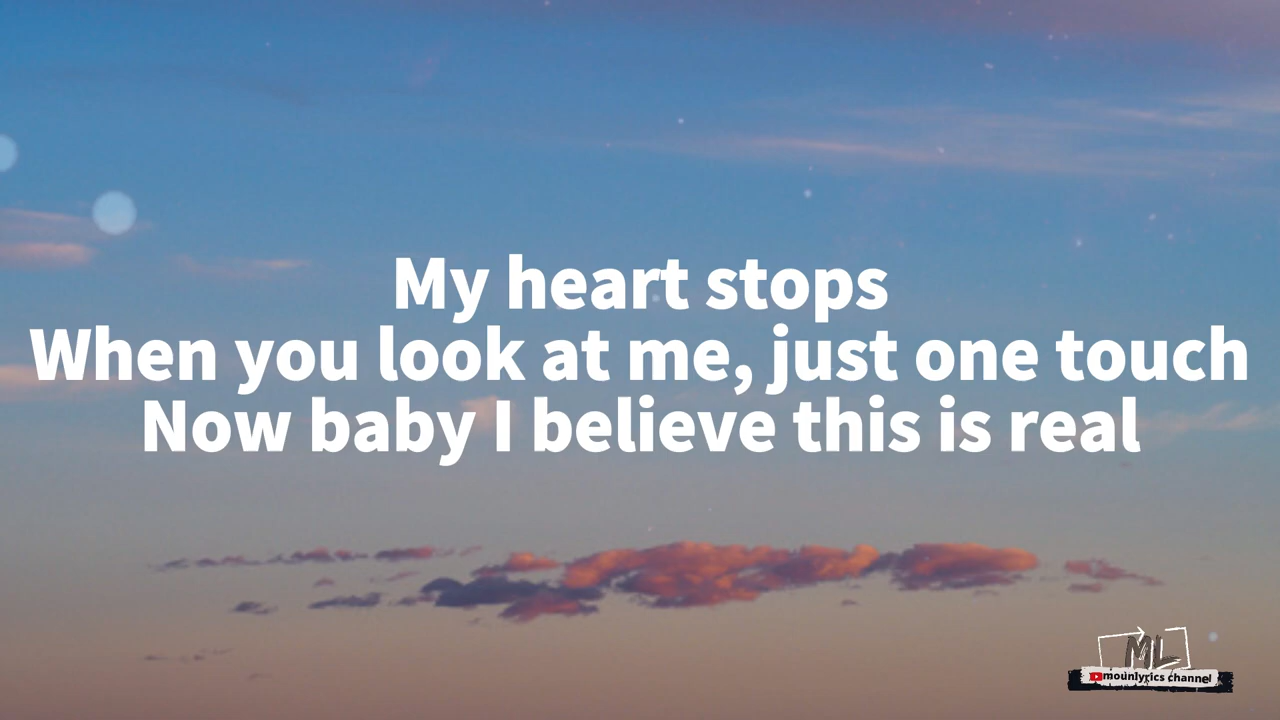 My heart stops
When you look at me, just one touch
Now baby I believe this is real
ML
mounlyrics channel